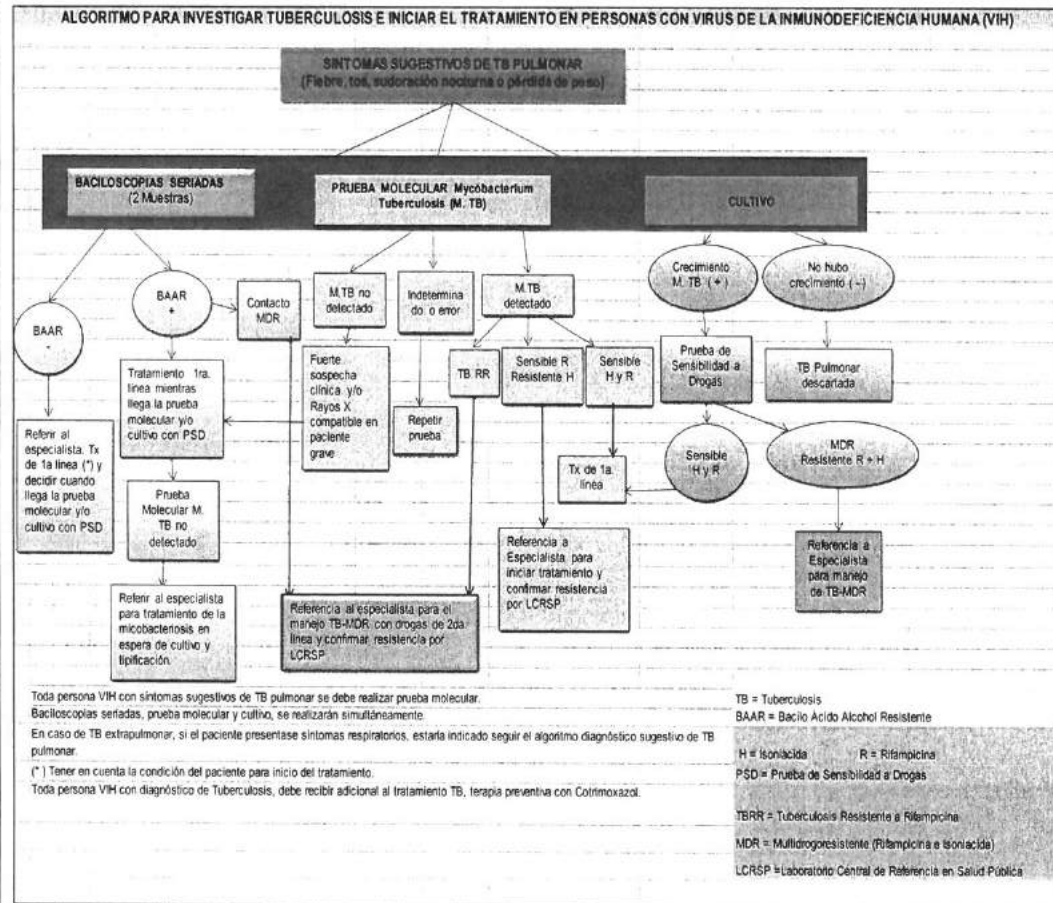 ALGORITMO PARA INVESTIGAR TUBERCULOSIS E INICIAR EL TRATAMIENTO EN PERSONAS CON VIRUS DE LA INMUNODEFICIENCIA HUMANA (VIH)
SINTOMAS SUGESTIVOS DE TB PULMONAR
(Fiebre, tos, sudoración nocturna o pérdida de peso)
BACILOSCOPIAS SERIADAS
(2 Muestras)
PRUEBA MOLECULAR Mycobacterium
Tuberculosis (M. TB)
CULTIVO
BAAR
-
BAAR
+
Contacto
MDR
M.TB no
detectado
Indetermina
do. o error
M.TB
detectado
Crecimiento
M. TB (+)
No hubo
crecimiento (-)
Tratamiento 1ra.
línea mientras
llega la prueba
molecular y/o
cultivo con PSD
Fuerte
sospecha
clínica y/o
Rayos X
compatible en
paciente
grave
Repetir
prueba
TB RR
Sensible R
Resistente H
Sensible
H y R
Prueba de
Sensibilidad a
Drogas
TB Pulmonar
descartada
Referir al
especialista. Tx
de 1a línea (*) y
decidir cuando
llega la prueba
molecular y/o
cultivo con PSD
Prueba
Molecular M.
TB no
detectado
Tx de 1a.
línea
Sensible
H y R
MDR
Resistente R + H
Referir al especialista
para tratamiento de la
micobacteriosis en
espera de cultivo y
tipificación.
Referencia al especialista para el
manejo TB-MDR con drogas de 2da
línea y confirmar resistencia por
LCRSP
Referencia a
Especialista para
iniciar tratamiento y
confirmar resistencia
por LCRSP
Referencia a
Especialista
para manejo
de TB-MDR
Toda persona VIH con síntomas sugestivos de TB pulmonar se debe realizar prueba molecular.
Baciloscopias seriadas, prueba molecular y cultivo, se realizarán simultáneamente.
En caso de TB extrapulmonar, si el paciente presentase síntomas respiratorios, estaría indicado seguir el algoritmo diagnóstico sugestivo de TB
pulmonar.
(*) Tener en cuenta la condición del paciente para inicio del tratamiento.
Toda persona VIH con diagnóstico de Tuberculosis, debe recibir adicional al tratamiento TB, terapia preventiva con Cotrimoxazol.
TB = Tuberculosis
BAAR = Bacilo Ácido Alcohol Resistente
H = Isoniacida R = Rifampicina
PSD = Prueba de Sensibilidad a Drogas
TBRR = Tuberculosis Resistente a Rifampicina
MDR = Multidrogoresistente (Rifampicina e Isoniacida)
LCRSP =Laboratorio Central de Referencia en Salud Pública